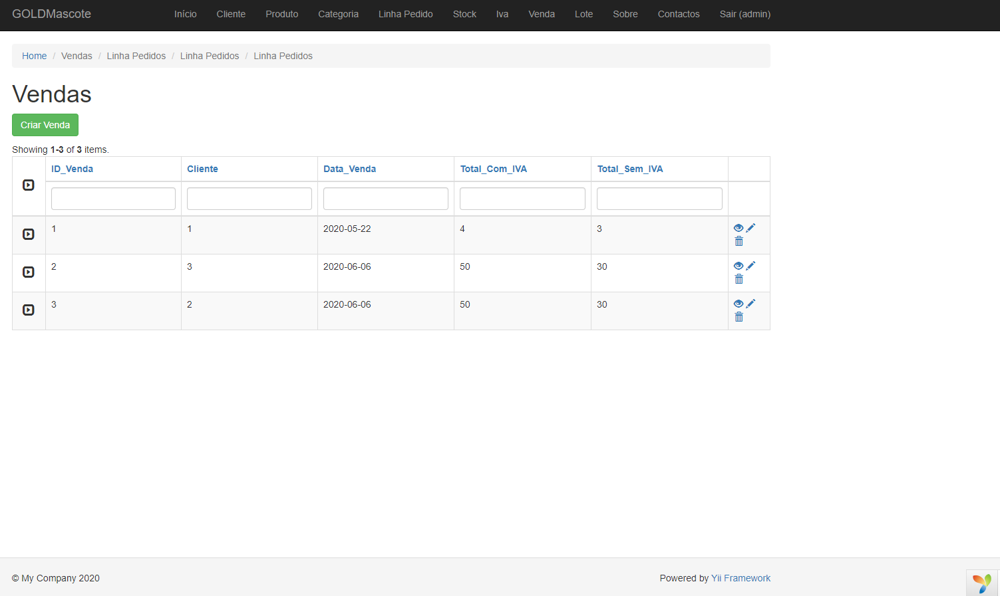 GOLDMascote Início Cliente Produto Categoria Linha Pedido Stock Iva Venda Lote Sobre Contactos Sair (admin)
Home / Vendas / Linha Pedidos / Linha Pedidos / Linha Pedidos
Vendas
Criar Venda
Showing 1-3 of 3 items.
ID_Venda Cliente Data_Venda Total_Com_IVA Total_Sem_IVA
1 1 2020-05-22 4 3
2 3 2020-06-06 50 30
3 2 2020-06-06 50 30
© My Company 2020 Powered by Yii Framework